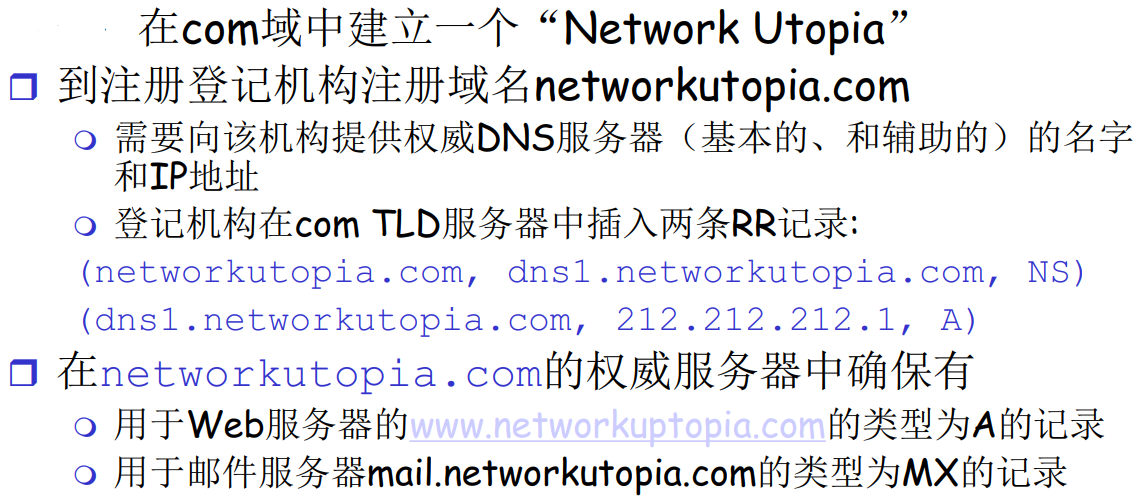 在com域中建立一个“Network Utopia”
到注册登记机构注册域名networkutopia.com
需要向该机构提供权威DNS服务器（基本的、和辅助的）的名字
和IP地址
登记机构在com TLD服务器中插入两条RR记录:
(networkutopia.com, dns1.networkutopia.com, NS)
(dns1.networkutopia.com, 212.212.212.1, A)
在networkutopia.com的权威服务器中确保有
用于Web服务器的www.networkuptopia.com的类型为A的记录
用于邮件服务器mail.networkutopia.com的类型为MX的记录